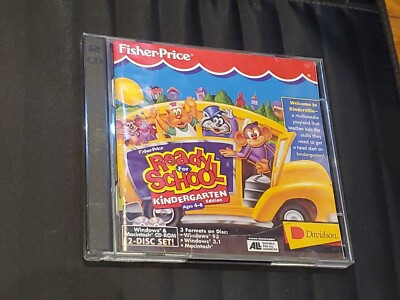 Fisher-Price
Welcome to
Kinderville—
a multimedia
playland that
teaches kids the
skills they
need to get
a head start on
kindergarten!
Fisher-Price
Ready
for
SCHOOL
KINDERGARTEN
Edition
Ages 4-6
Windows &
Macintosh CD-ROM
2-DISC SET!
3 Formats on Disc:
•Windows 95
•Windows 3.1
•Macintosh
ALL
Davidson